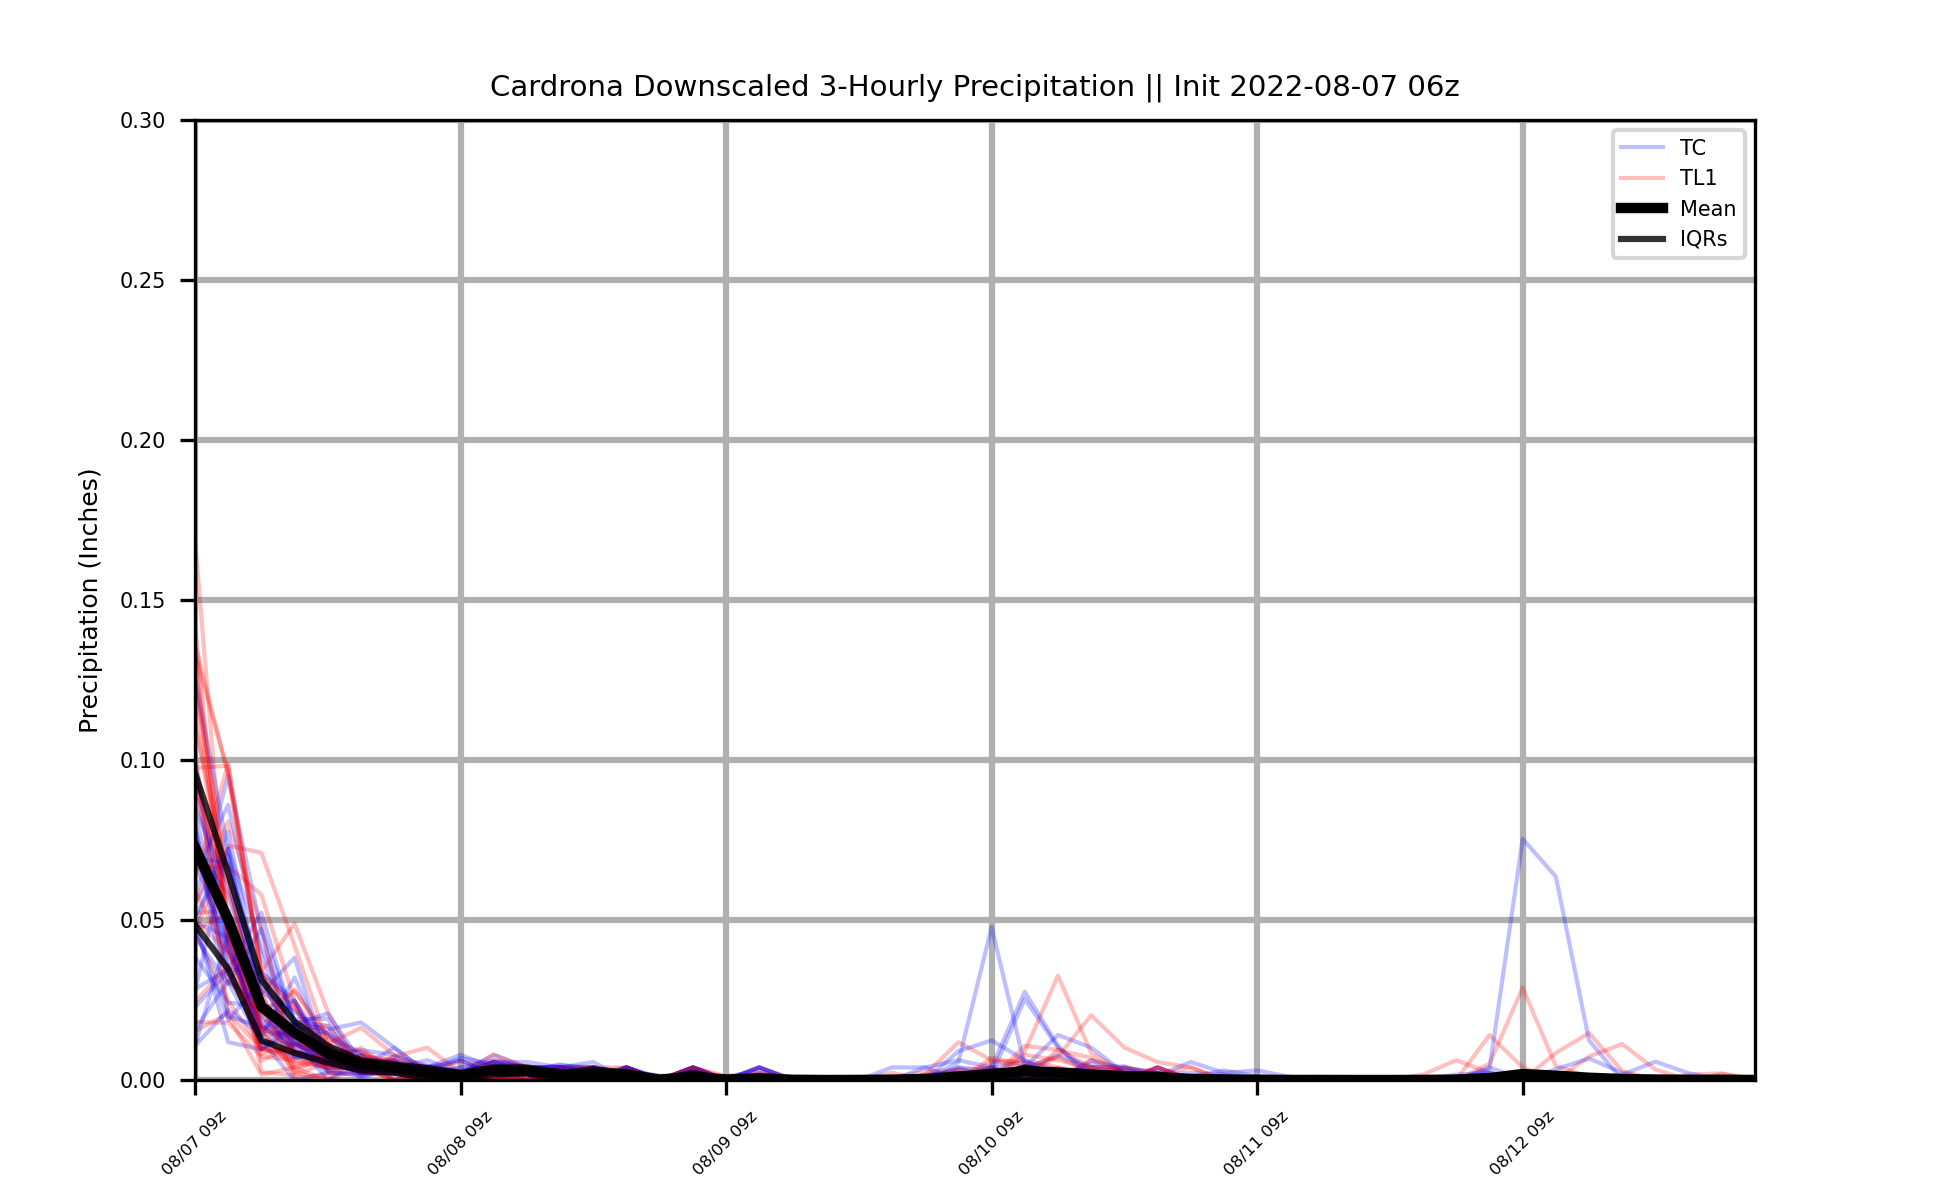 Cardrona Downscaled 3-Hourly Precipitation || Init 2022-08-07 06z
TC
TL1
Mean
IQRs
Precipitation (Inches)
0.30
0.25
0.20
0.15
0.10
0.05
0.00
08/07 09z
08/08 09z
08/09 09z
08/10 09z
08/11 09z
08/12 09z